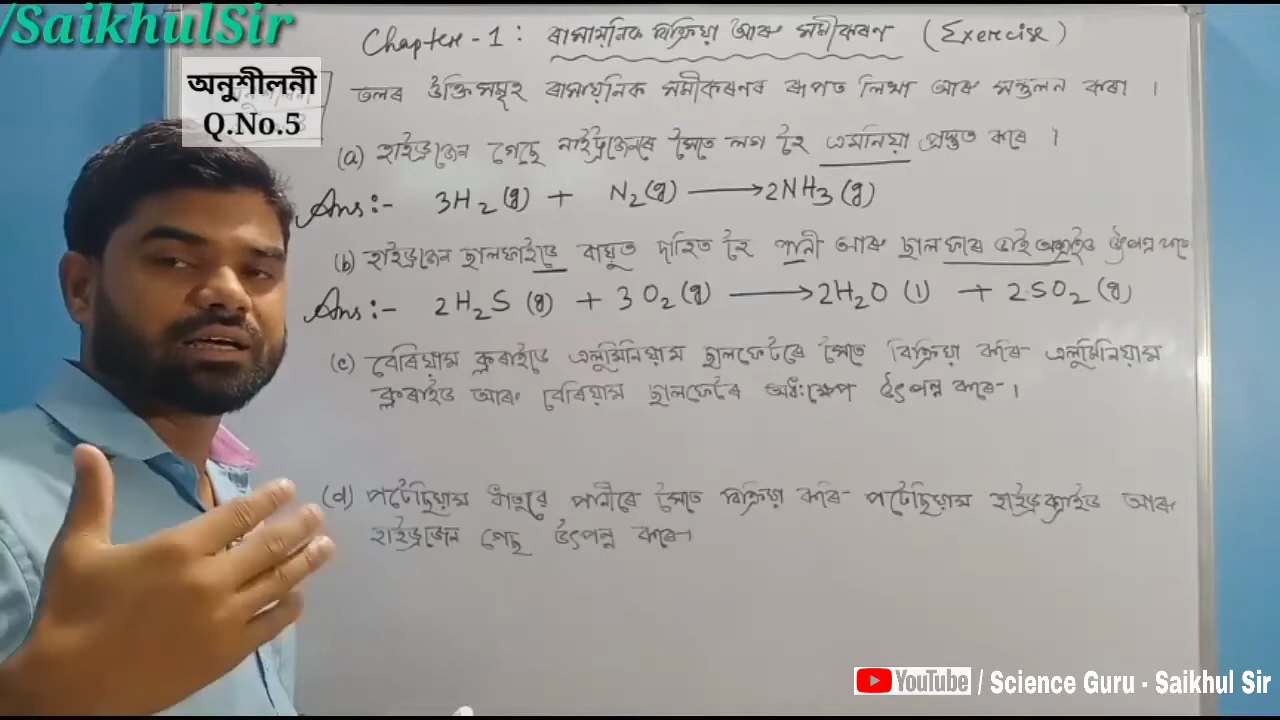 /SaikhulSir
অনুশীলনী
Q.No.5
Chapter-1: ৰাসায়নিক বিক্ৰিয়া আৰু সমীকৰণ (Exercise)
তলৰ উক্তিসমূহ ৰাসায়নিক সমীকৰণৰ ৰূপত লিখা আৰু সন্তুলন কৰা ।
(a) হাইড্ৰজেন গেছে নাইট্ৰজেনৰে সৈতে লগ হৈ এমনিয়া প্ৰস্তুত কৰে ।
Ans:- 3H₂(g) + N₂(g) ⟶ 2NH₃(g)
(b) হাইড্ৰজেন ছালফাইডে বায়ুত দাহিত হৈ পানী আৰু ছালফাৰ ডাই অক্সাইড উৎপন্ন কৰে
Ans:- 2H₂S(g) + 3O₂(g) ⟶ 2H₂O(l) + 2SO₂(g)
(c) বেৰিয়াম ক্লৰাইডে এলুমিনিয়াম ছালফেটৰে সৈতে বিক্ৰিয়া কৰি এলুমিনিয়াম
ক্লৰাইড আৰু বেৰিয়াম ছালফেটৰ অধঃক্ষেপ উৎপন্ন কৰে ।
(d) পটেছিয়াম ধাতুৱে পানীৰে সৈতে বিক্ৰিয়া কৰি পটেছিয়াম হাইড্ৰক্সাইড আৰু
হাইড্ৰজেন গেছ উৎপন্ন কৰে।
YouTube / Science Guru - Saikhul Sir